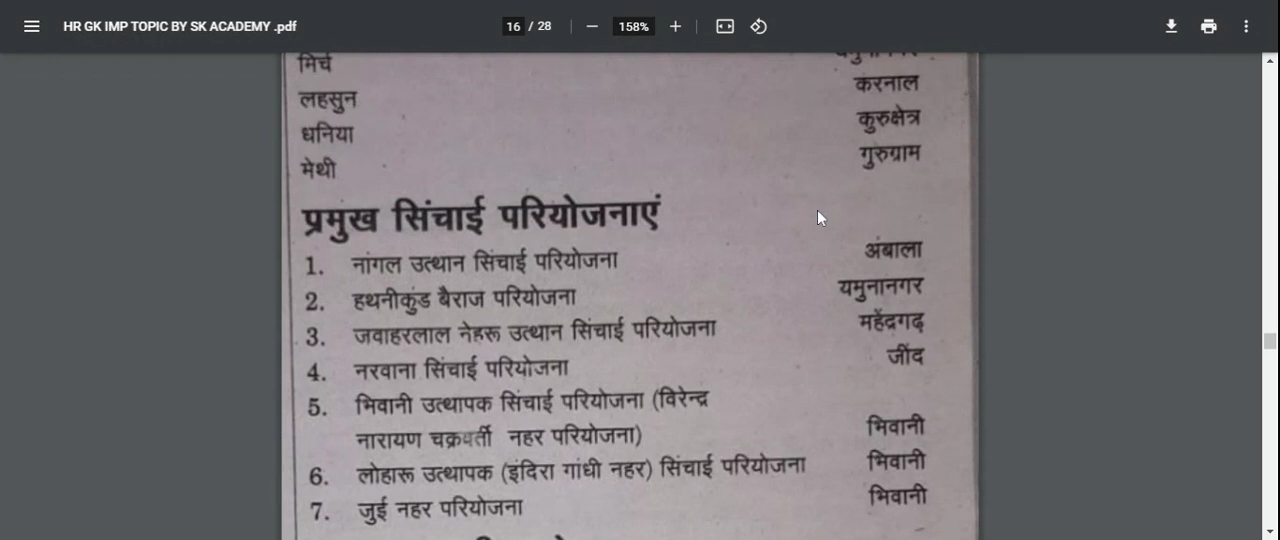 HR GK IMP TOPIC BY SK ACADEMY .pdf 16 / 28 158%
मिर्च यमुनानगर
लहसुन करनाल
धनिया कुरुक्षेत्र
मेथी गुरुग्राम
प्रमुख सिंचाई परियोजनाएं
1. नांगल उत्थान सिंचाई परियोजना अंबाला
2. हथनीकुंड बैराज परियोजना यमुनानगर
3. जवाहरलाल नेहरू उत्थान सिंचाई परियोजना महेंद्रगढ़
4. नरवाना सिंचाई परियोजना जींद
5. भिवानी उत्थापक सिंचाई परियोजना (विरेन्द्र
नारायण चक्रवर्ती नहर परियोजना) भिवानी
6. लोहारू उत्थापक (इंदिरा गांधी नहर) सिंचाई परियोजना भिवानी
7. जुई नहर परियोजना भिवानी